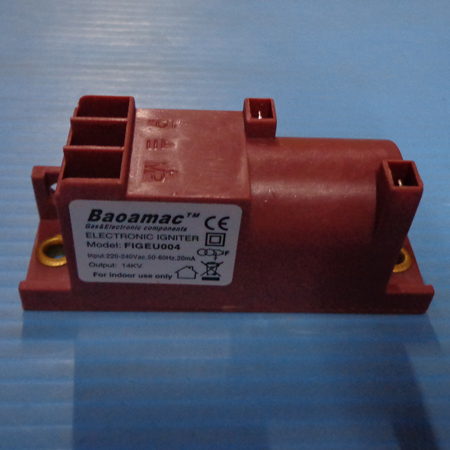 Baoamac™ CE
Gas&Electronic components
ELECTRONIC IGNITER
Model: FIGEU004
Input:220-240Vac,50-60Hz,20mA
Output: 14KV.
For indoor use only